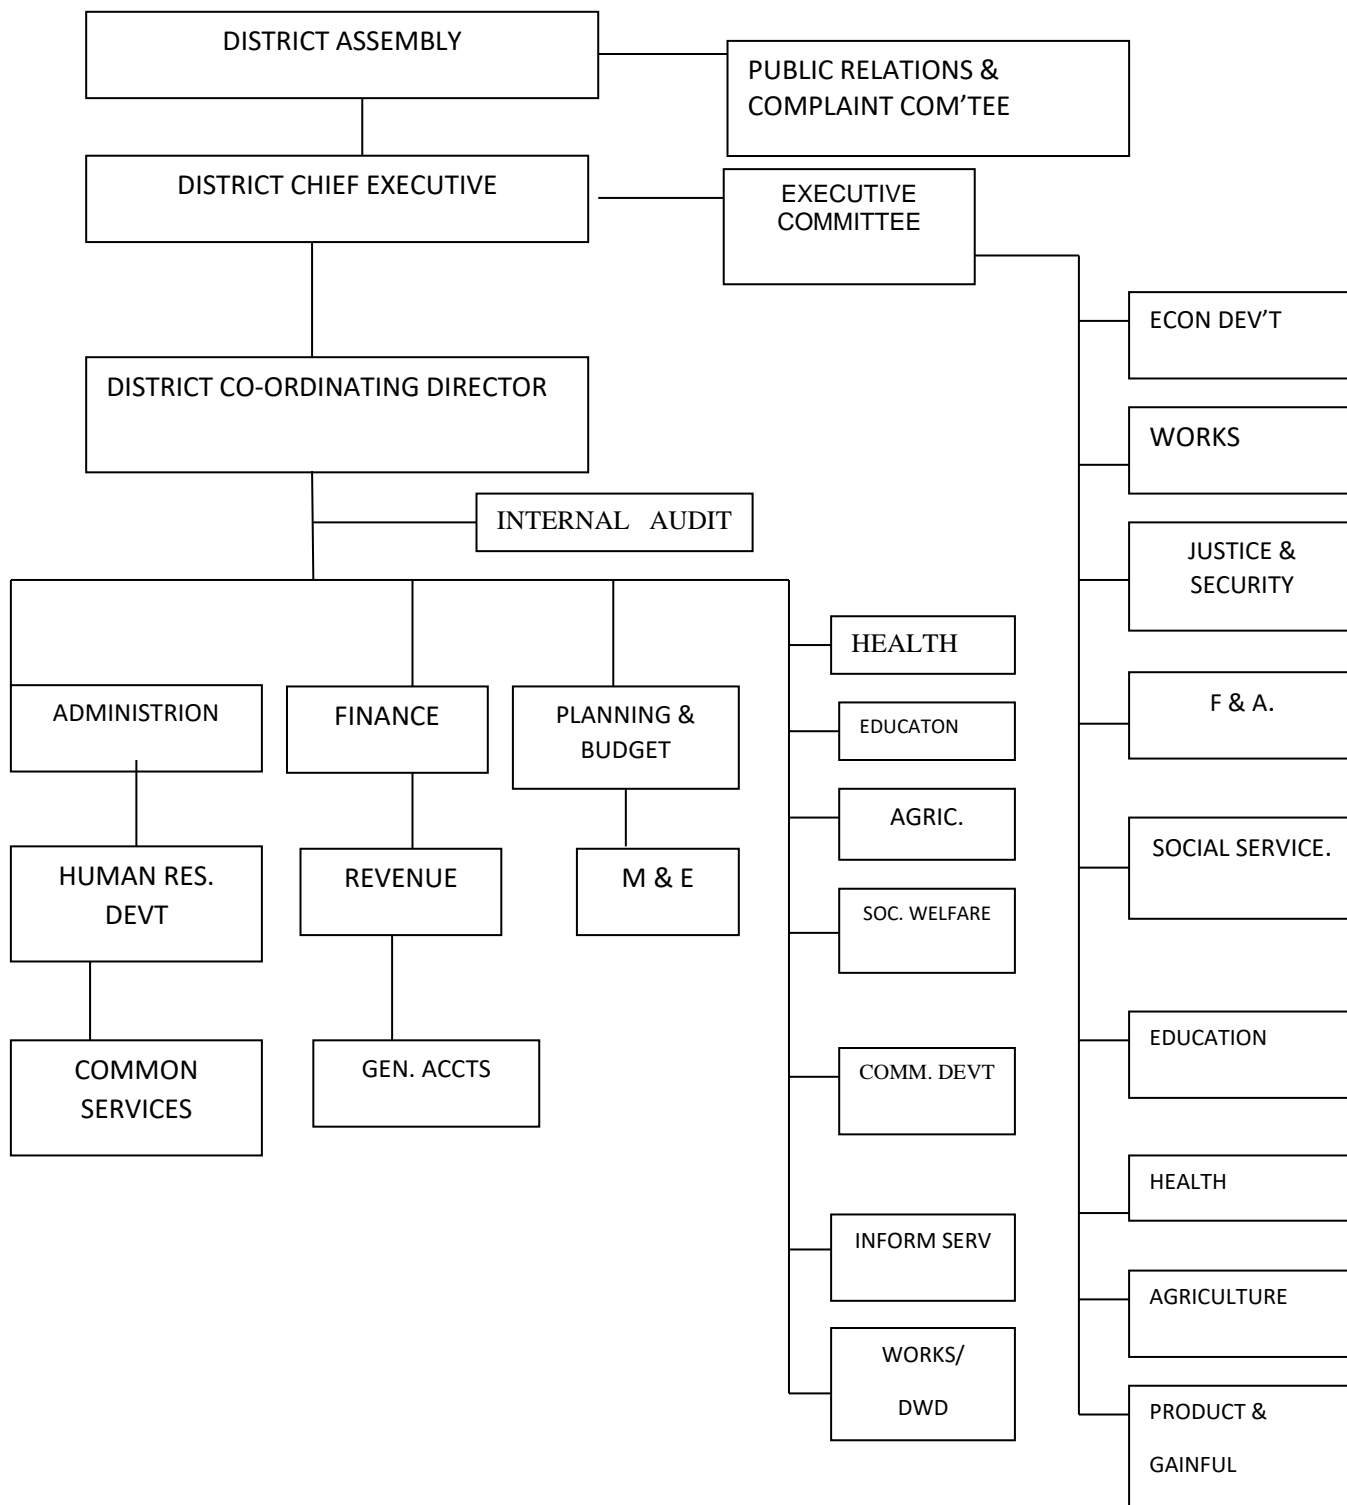 DISTRICT ASSEMBLY
PUBLIC RELATIONS &
COMPLAINT COM’TEE
DISTRICT CHIEF EXECUTIVE
EXECUTIVE
COMMITTEE
ECON DEV’T
DISTRICT CO-ORDINATING DIRECTOR
WORKS
INTERNAL AUDIT
JUSTICE &
SECURITY
HEALTH
ADMINISTRION
FINANCE
PLANNING &
BUDGET
EDUCATON
F & A.
AGRIC.
SOCIAL SERVICE.
HUMAN RES.
DEVT
REVENUE
M & E
SOC. WELFARE
COMMON
SERVICES
GEN. ACCTS
COMM. DEVT
EDUCATION
HEALTH
INFORM SERV
AGRICULTURE
WORKS/
DWD
PRODUCT &
GAINFUL